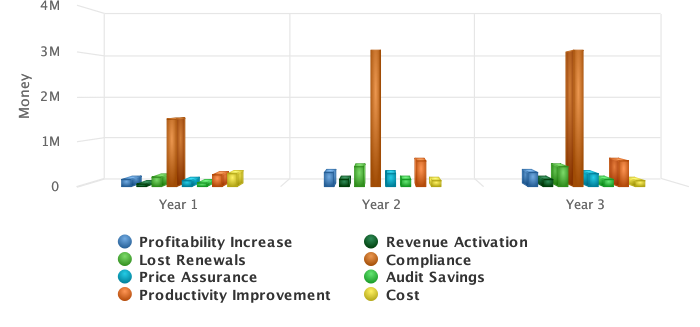 4M
3M
2M
1M
0
Money
Year 1
Year 2
Year 3
Profitability Increase
Revenue Activation
Lost Renewals
Compliance
Price Assurance
Audit Savings
Productivity Improvement
Cost